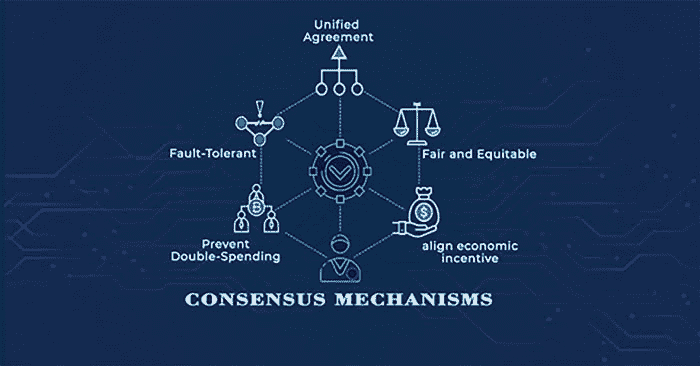 Unified
Agreement
Fault-Tolerant
Fair and Equitable
Prevent
Double-Spending
align economic
incentive
CONSENSUS MECHANISMS
B
$